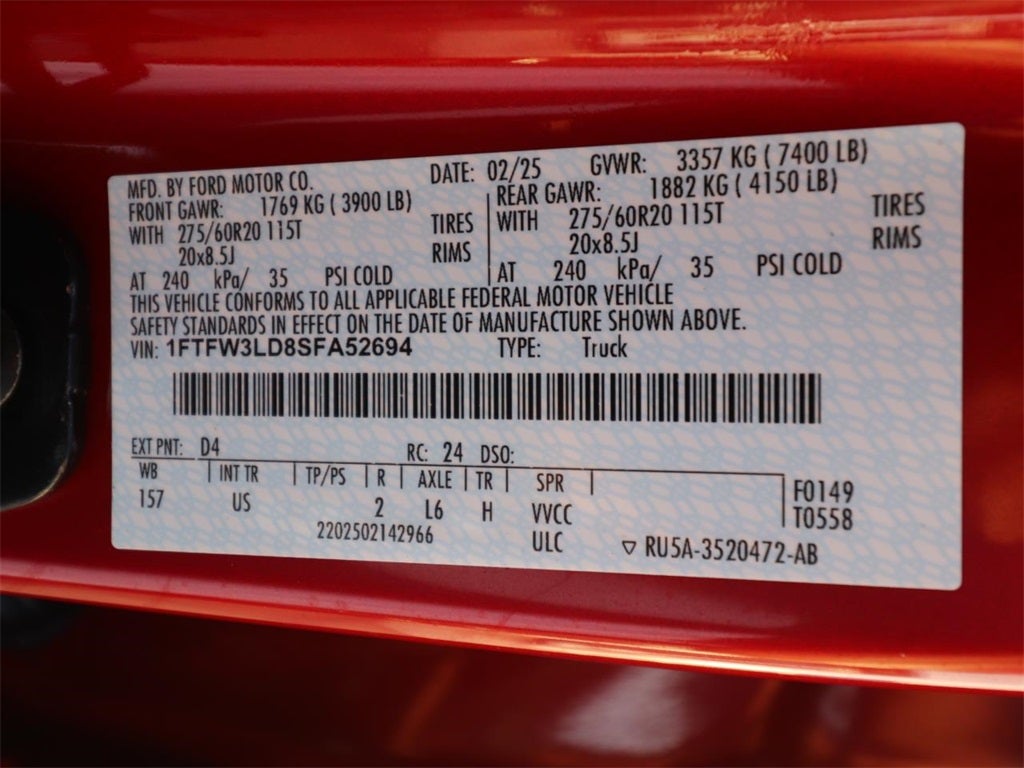 MFD. BY FORD MOTOR CO. DATE: 02/25 GVWR: 3357 KG ( 7400 LB)
FRONT GAWR: 1769 KG ( 3900 LB) REAR GAWR: 1882 KG ( 4150 LB)
WITH 275/60R20 115T TIRES WITH 275/60R20 115T TIRES
20x8.5J RIMS 20x8.5J RIMS
AT 240 kPa/ 35 PSI COLD AT 240 kPa/ 35 PSI COLD
THIS VEHICLE CONFORMS TO ALL APPLICABLE FEDERAL MOTOR VEHICLE
SAFETY STANDARDS IN EFFECT ON THE DATE OF MANUFACTURE SHOWN ABOVE.
VIN: 1FTFW3LD8SFA52694 TYPE: Truck
EXT PNT: D4 RC: 24 DSO:
WB INT TR TP/PS R AXLE TR SPR
157 US 2 L6 H VVCC F0149
T0558
2202502142966 ULC RU5A-3520472-AB